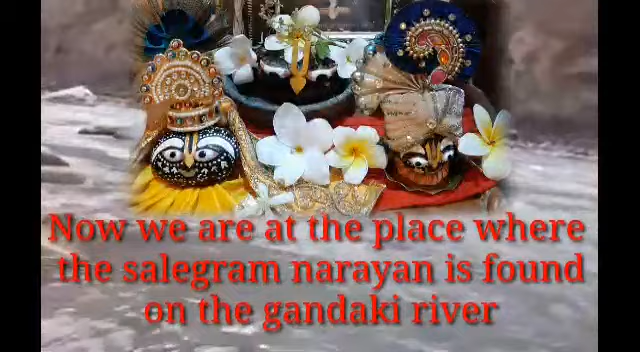 Now we are at the place where
the salegram narayan is found
on the gandaki river